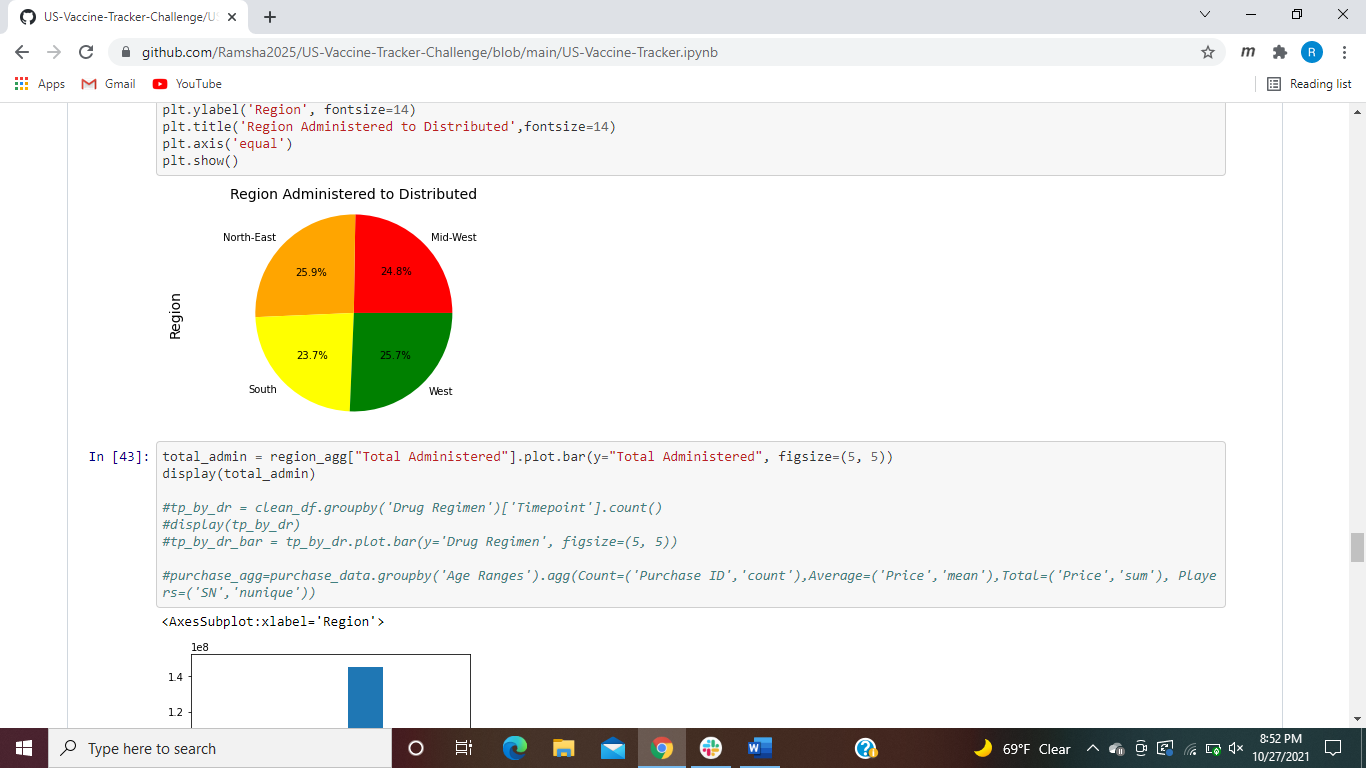 US-Vaccine-Tracker-Challenge/US
github.com/Ramsha2025/US-Vaccine-Tracker-Challenge/blob/main/US-Vaccine-Tracker.ipynb
m
R
Apps
Gmail
YouTube
Reading list
plt.ylabel('Region', fontsize=14)
plt.title('Region Administered to Distributed',fontsize=14)
plt.axis('equal')
plt.show()
Region Administered to Distributed
North-East
Mid-West
25.9%
24.8%
Region
23.7%
25.7%
South
West
In [43]:
total_admin = region_agg["Total Administered"].plot.bar(y="Total Administered", figsize=(5, 5))
display(total_admin)
#tp_by_dr = clean_df.groupby('Drug Regimen')['Timepoint'].count()
#display(tp_by_dr)
#tp_by_dr_bar = tp_by_dr.plot.bar(y='Drug Regimen', figsize=(5, 5))
#purchase_agg=purchase_data.groupby('Age Ranges').agg(Count=('Purchase ID','count'),Average=('Price','mean'),Total=('Price','sum'), Playe
rs=('SN','nunique'))
<AxesSubplot:xlabel='Region'>
1e8
1.4
1.2
Type here to search
69°F Clear
8:52 PM
10/27/2021